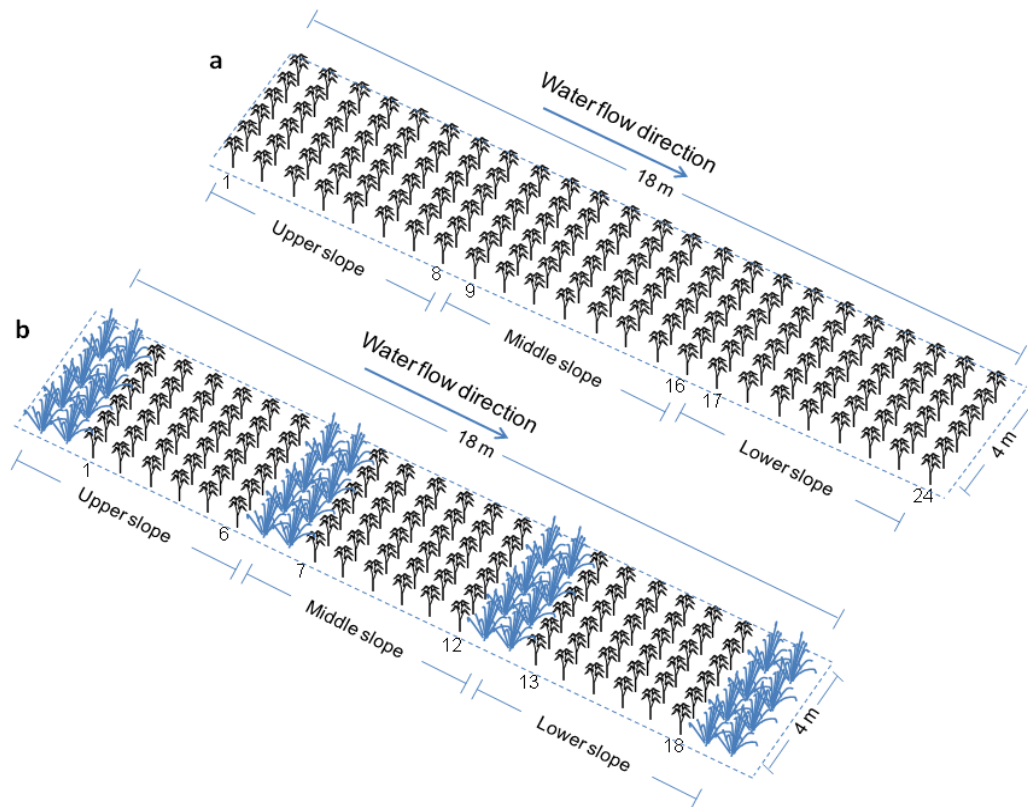 a
Water flow direction
18 m
1
Upper slope
8
9
Middle slope
16
17
Lower slope
24
4 m
b
Water flow direction
18 m
1
Upper slope
6
7
Middle slope
12
13
Lower slope
18
4 m